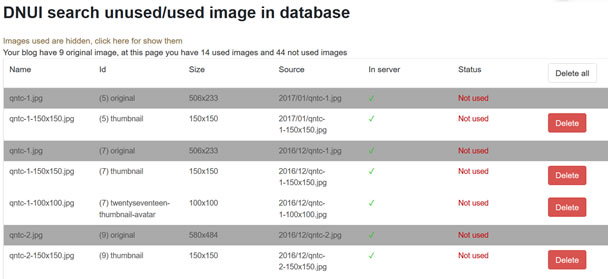 DNUI search unused/used image in database
Images used are hidden, click here for show them
Your blog have 9 original image, at this page you have 14 used images and 44 not used images
Name Id Size Source In server Status Delete all
qntc-1.jpg (5) original 506x233 2017/01/qntc-1.jpg ✓ Not used
qntc-1-150x150.jpg (5) thumbnail 150x150 2017/01/qntc- ✓ Not used Delete
1-150x150.jpg
qntc-1.jpg (7) original 506x233 2016/12/qntc-1.jpg ✓ Not used
qntc-1-150x150.jpg (7) thumbnail 150x150 2016/12/qntc- ✓ Not used Delete
1-150x150.jpg
qntc-1-100x100.jpg (7) twentyseventeen- 100x100 2016/12/qntc- ✓ Not used Delete
thumbnail-avatar 1-100x100.jpg
qntc-2.jpg (9) original 580x484 2016/12/qntc-2.jpg ✓ Not used
qntc-2-150x150.jpg (9) thumbnail 150x150 2016/12/qntc- ✓ Not used Delete
2-150x150.jpg